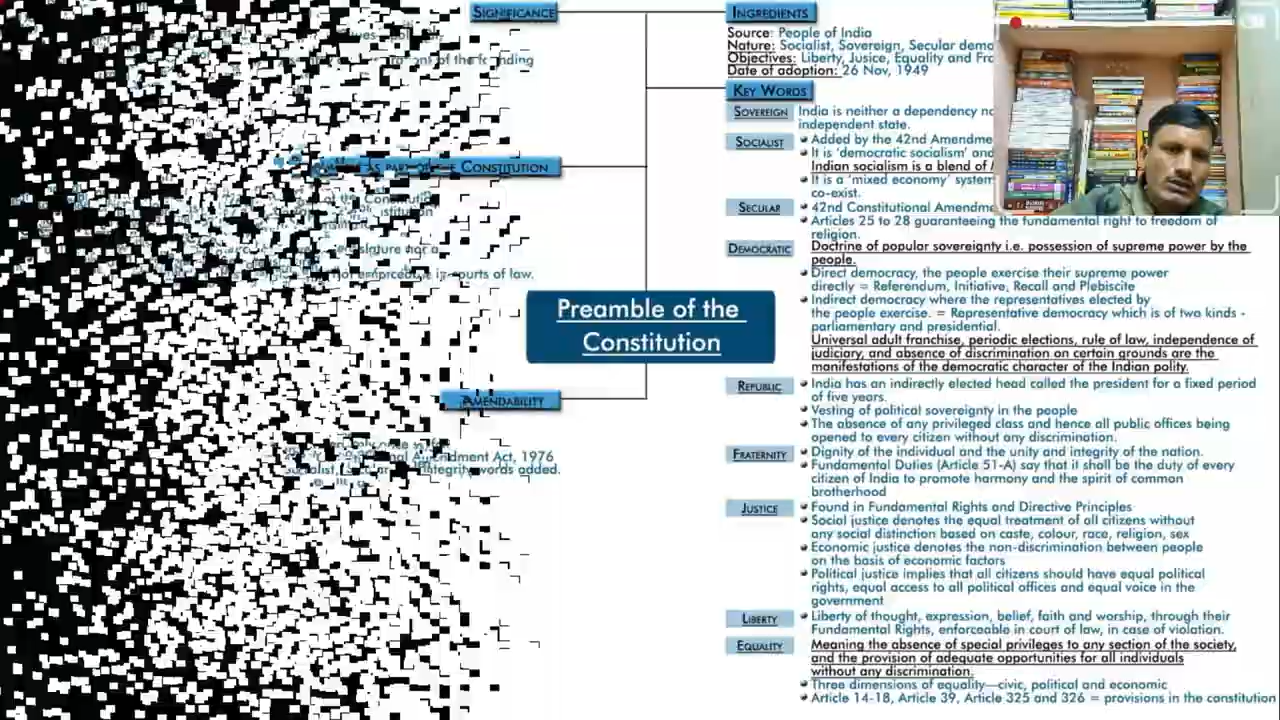 SIGNIFICANCE
of the founding
AS PART OF THE CONSTITUTION
not enforceable in courts of law.
Preamble of the
Constitution
AMENDABILITY
Amendment Act, 1976
Integrity words added.
INGREDIENTS
Source: People of India
Nature: Socialist, Sovereign, Secular demo
Objectives: Liberty, Jusice, Equality and Fra
Date of adoption: 26 Nov, 1949
KEY WORDS
SOVEREIGN
India is neither a dependency no
independent state.
SOCIALIST
Added by the 42nd Amendme
It is ‘democratic socialism’ and
Indian socialism is a blend of
It is a ‘mixed economy’ system
co-exist.
SECULAR
42nd Constitutional Amendme
Articles 25 to 28 guaranteeing the fundamental right to freedom of
religion.
DEMOCRATIC
Doctrine of popular sovereignty i.e. possession of supreme power by the
people.
Direct democracy, the people exercise their supreme power
directly = Referendum, Initiative, Recall and Plebiscite
Indirect democracy where the representatives elected by
the people exercise. = Representative democracy which is of two kinds -
parliamentary and presidential.
Universal adult franchise, periodic elections, rule of law, independence of
judiciary, and absence of discrimination on certain grounds are the
manifestations of the democratic character of the Indian polity.
REPUBLIC
India has an indirectly elected head called the president for a fixed period
of five years.
Vesting of political sovereignty in the people
The absence of any privileged class and hence all public offices being
opened to every citizen without any discrimination.
FRATERNITY
Dignity of the individual and the unity and integrity of the nation.
Fundamental Duties (Article 51-A) say that it shall be the duty of every
citizen of India to promote harmony and the spirit of common
brotherhood
JUSTICE
Found in Fundamental Rights and Directive Principles
Social justice denotes the equal treatment of all citizens without
any social distinction based on caste, colour, race, religion, sex
Economic justice denotes the non-discrimination between people
on the basis of economic factors
Political justice implies that all citizens should have equal political
rights, equal access to all political offices and equal voice in the
government
LIBERTY
Liberty of thought, expression, belief, faith and worship, through their
Fundamental Rights, enforceable in court of law, in case of violation.
EQUALITY
Meaning the absence of special privileges to any section of the society,
and the provision of adequate opportunities for all individuals
without any discrimination.
Three dimensions of equality—civic, political and economic
Article 14-18, Article 39, Article 325 and 326 = provisions in the constitution